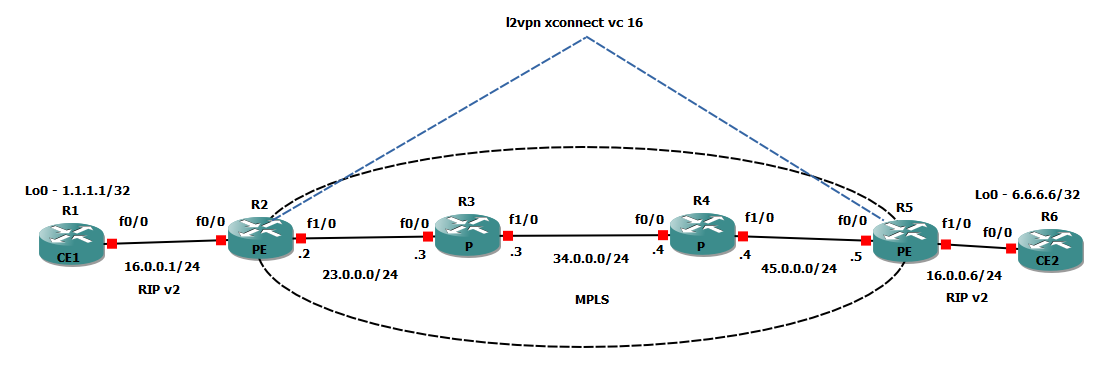 l2vpn xconnect vc 16
Lo0 - 1.1.1.1/32
R1
f0/0
CE1
16.0.0.1/24
RIP v2
f0/0
R2
PE
f1/0
.2
23.0.0.0/24
f0/0
.3
R3
P
f1/0
.3
34.0.0.0/24
MPLS
f0/0
.4
R4
P
f1/0
.4
45.0.0.0/24
f0/0
.5
R5
PE
f1/0
16.0.0.6/24
RIP v2
Lo0 - 6.6.6.6/32
R6
f0/0
CE2